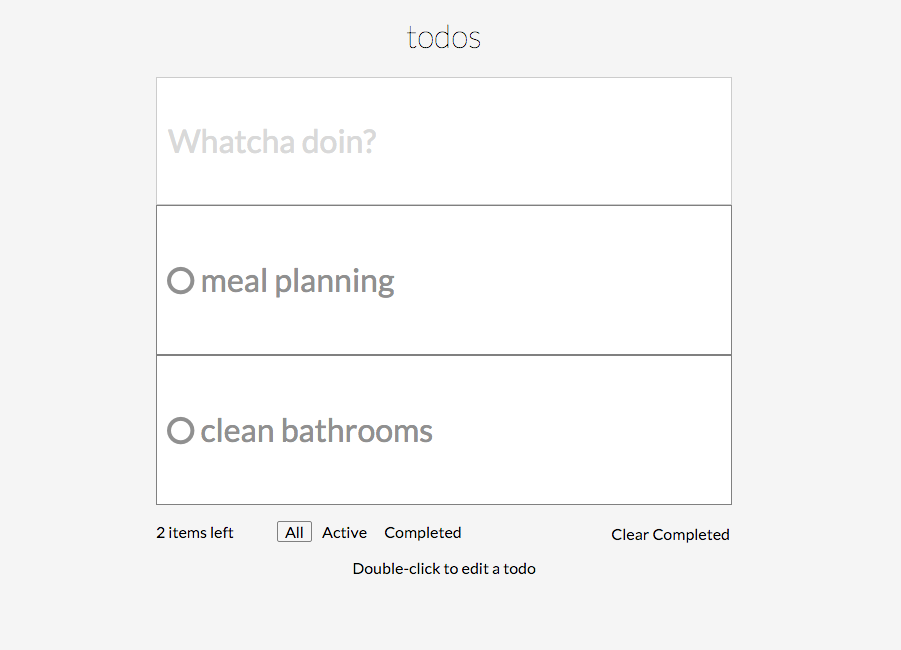 todos
Whatcha doin?
meal planning
clean bathrooms
2 items left All Active Completed Clear Completed
Double-click to edit a todo